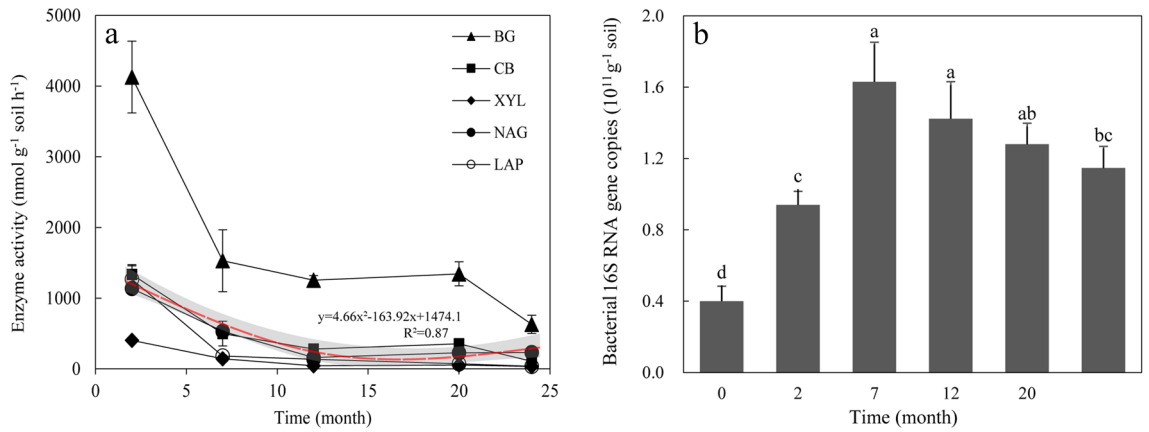 a
Enzyme activity (nmol g-1 soil h-1)
5000
4000
3000
2000
1000
0
BG
CB
XYL
NAG
LAP
y=4.66x²-163.92x+1474.1
R²=0.87
0 5 10 15 20 25
Time (month)
b
Bacterial 16S RNA gene copies (10¹¹ g-1 soil)
2.0
1.6
1.2
0.8
0.4
0.0
d c a a ab bc
0 2 7 12 20
Time (month)